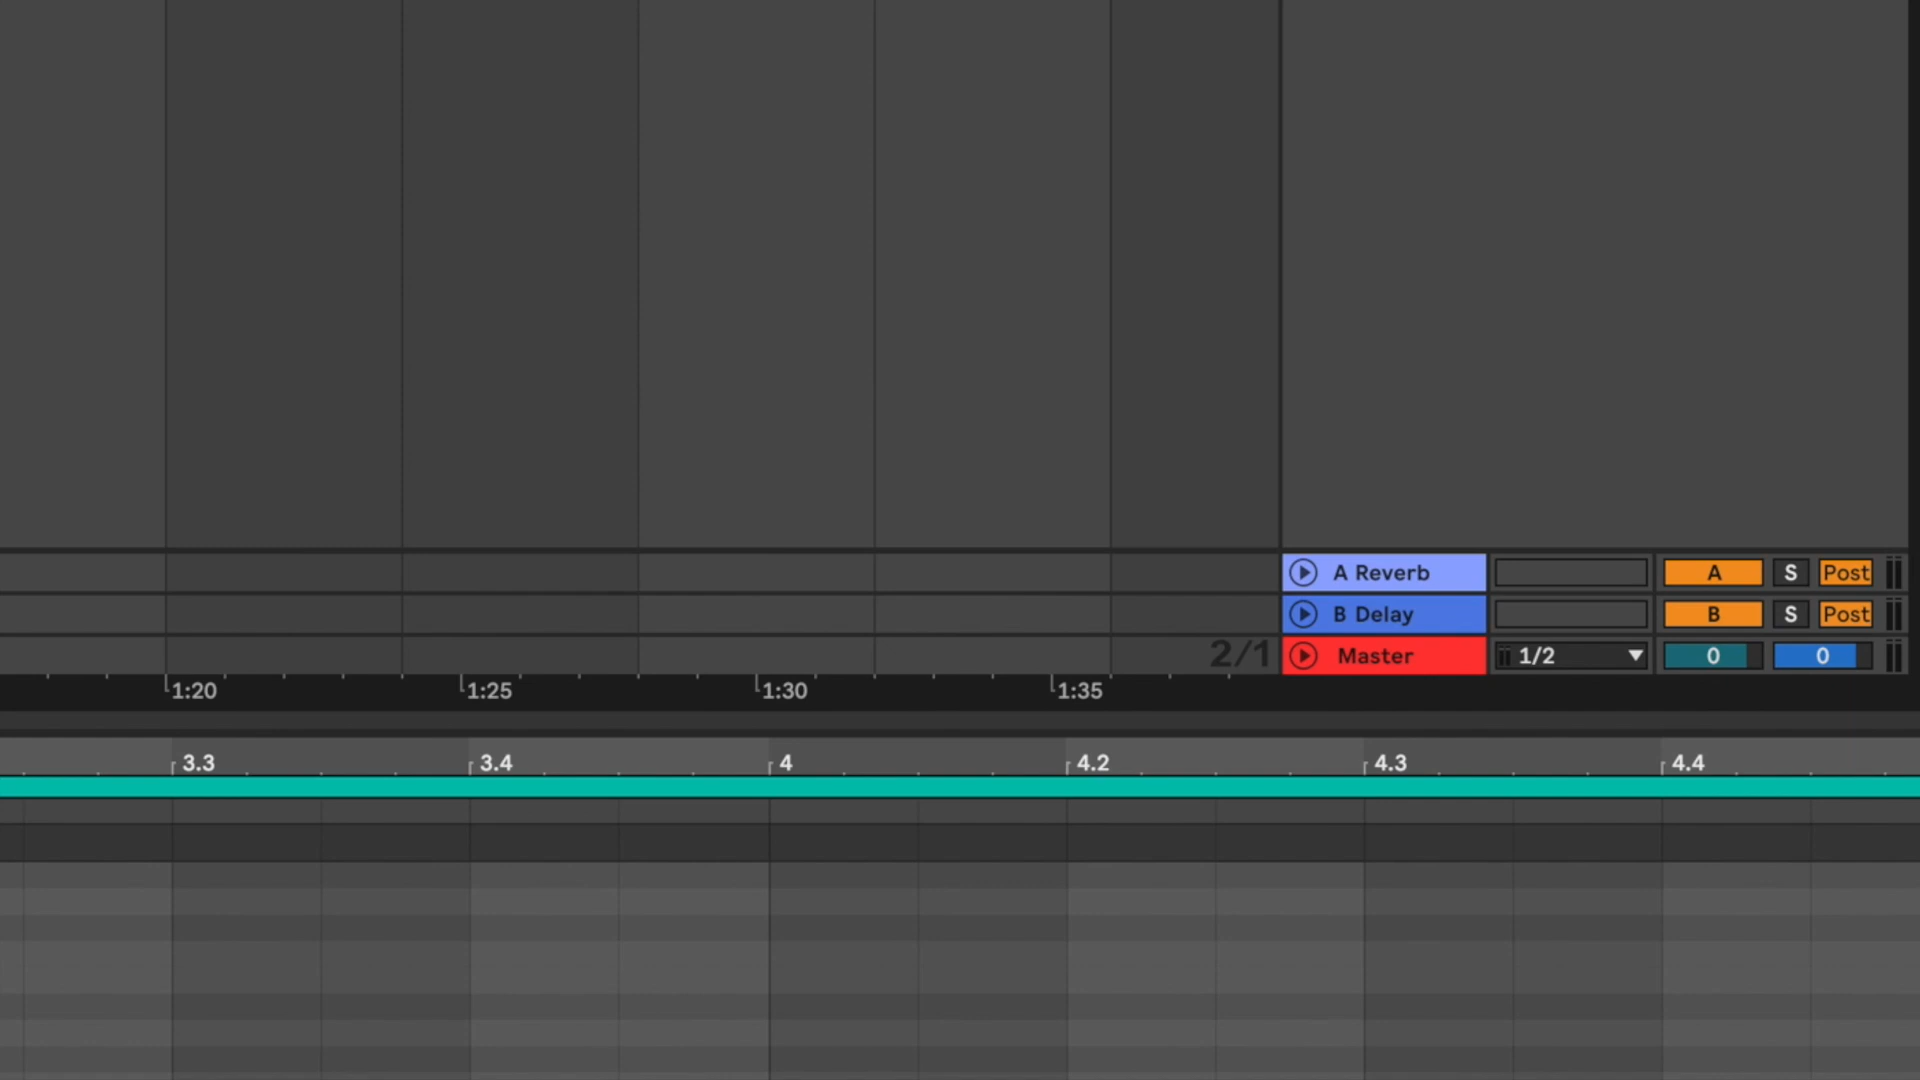 A Reverb A S Post
B Delay B S Post
2/1 Master 1/2 0 0
1:20 1:25 1:30 1:35
3.3 3.4 4 4.2 4.3 4.4